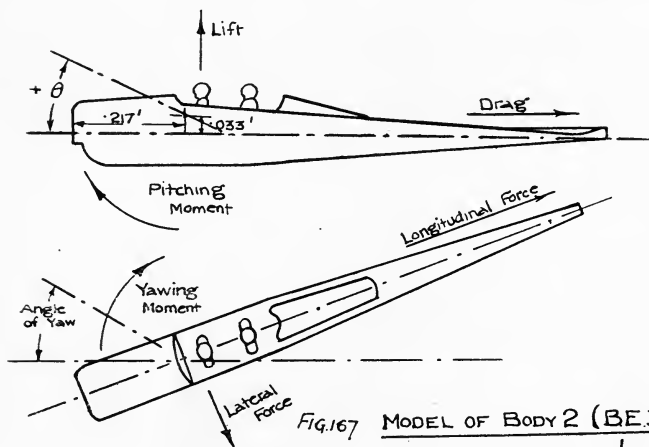 Lift
+ θ
Drag
.217'
.033'
Pitching
Moment
Longitudinal Force
Yawing
Moment
Angle
of Yaw
Lateral
Force
FIG.167 MODEL OF BODY 2 (BE.